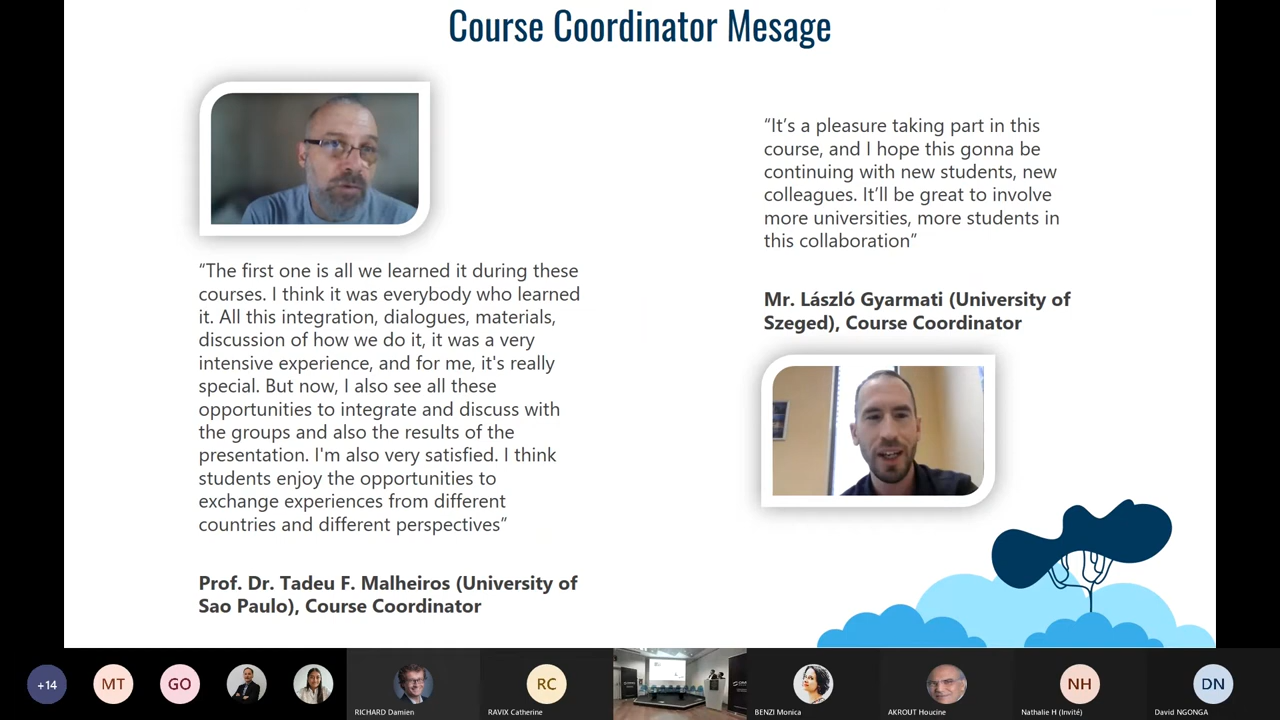 Course Coordinator Mesage
“The first one is all we learned it during these
courses. I think it was everybody who learned
it. All this integration, dialogues, materials,
discussion of how we do it, it was a very
intensive experience, and for me, it's really
special. But now, I also see all these
opportunities to integrate and discuss with
the groups and also the results of the
presentation. I'm also very satisfied. I think
students enjoy the opportunities to
exchange experiences from different
countries and different perspectives”
Prof. Dr. Tadeu F. Malheiros (University of
Sao Paulo), Course Coordinator
“It’s a pleasure taking part in this
course, and I hope this gonna be
continuing with new students, new
colleagues. It’ll be great to involve
more universities, more students in
this collaboration”
Mr. László Gyarmati (University of
Szeged), Course Coordinator
+14
MT
GO
RICHARD Damien
RC
RAVIX Catherine
BENZI Monica
AKROUT Houcine
NH
Nathalie H (Invité)
DN
David NGONGA